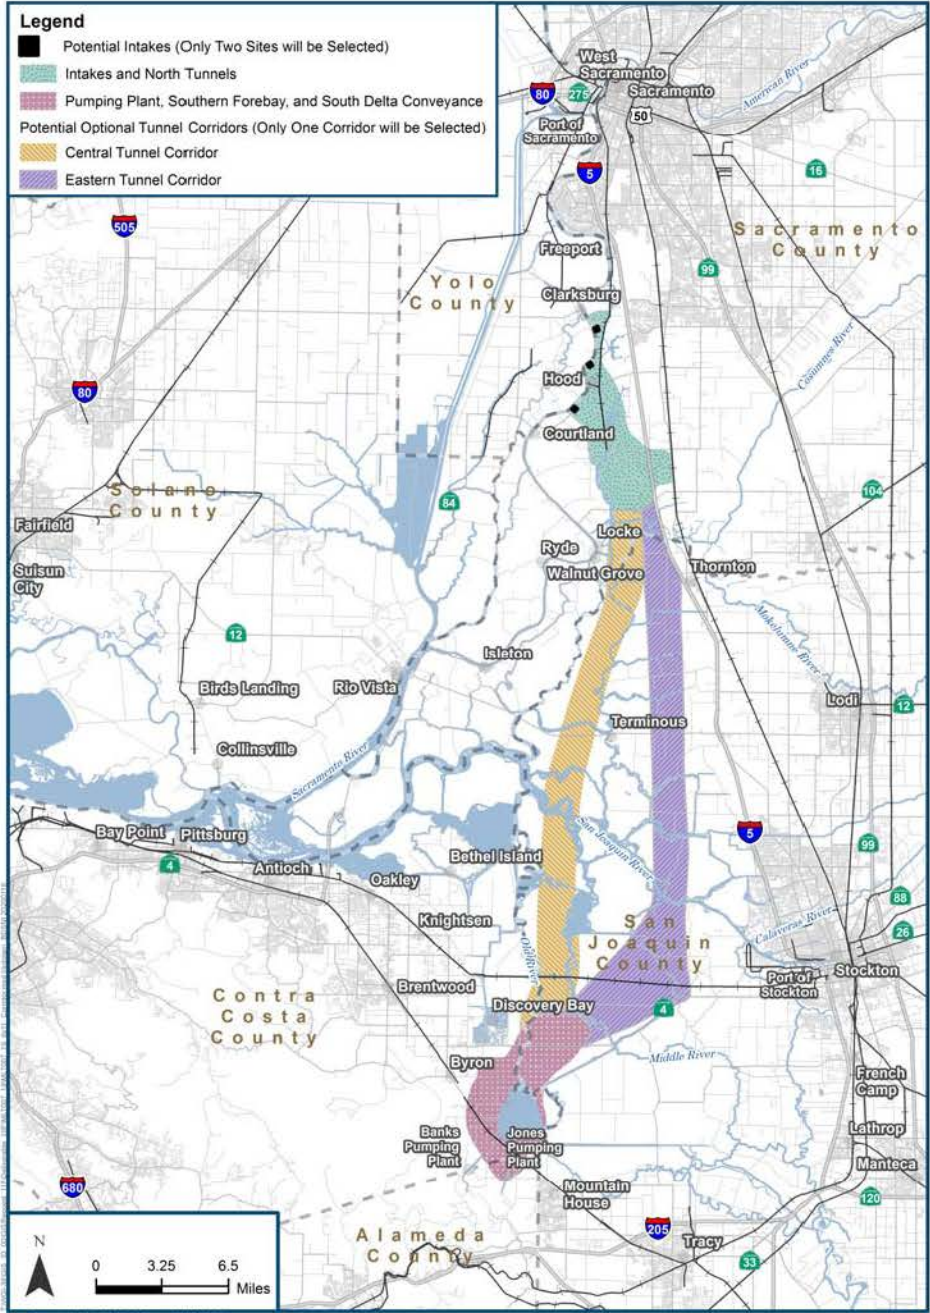 Legend
Potential Intakes (Only Two Sites will be Selected)
Intakes and North Tunnels
Pumping Plant, Southern Forebay, and South Delta Conveyance
Potential Optional Tunnel Corridors (Only One Corridor will be Selected)
Central Tunnel Corridor
Eastern Tunnel Corridor
West
Sacramento
Sacramento
American River
80
275
50
Port of
Sacramento
5
16
505
Sacramento
County
Freeport
99
Yolo
County
Clarksburg
Cosumnes River
80
Hood
Courtland
Solano
County
84
104
Fairfield
Locke
Ryde
Suisun
City
Walnut Grove
Thornton
Mokelumne River
12
Isleton
Birds Landing
Rio Vista
Lodi
12
Terminous
Collinsville
Sacramento River
Bay Point
Pittsburg
San Joaquin River
5
99
4
Antioch
Bethel Island
Oakley
88
Knightsen
San
Joaquin
County
Calaveras River
26
Old River
Stockton
Port of
Stockton
Brentwood
Contra
Costa
County
Discovery Bay
4
Byron
Middle River
French
Camp
Banks
Pumping
Plant
Jones
Pumping
Plant
Lathrop
Manteca
680
Mountain
House
120
205
Alameda
County
Tracy
33
N
0 3.25 6.5
Miles